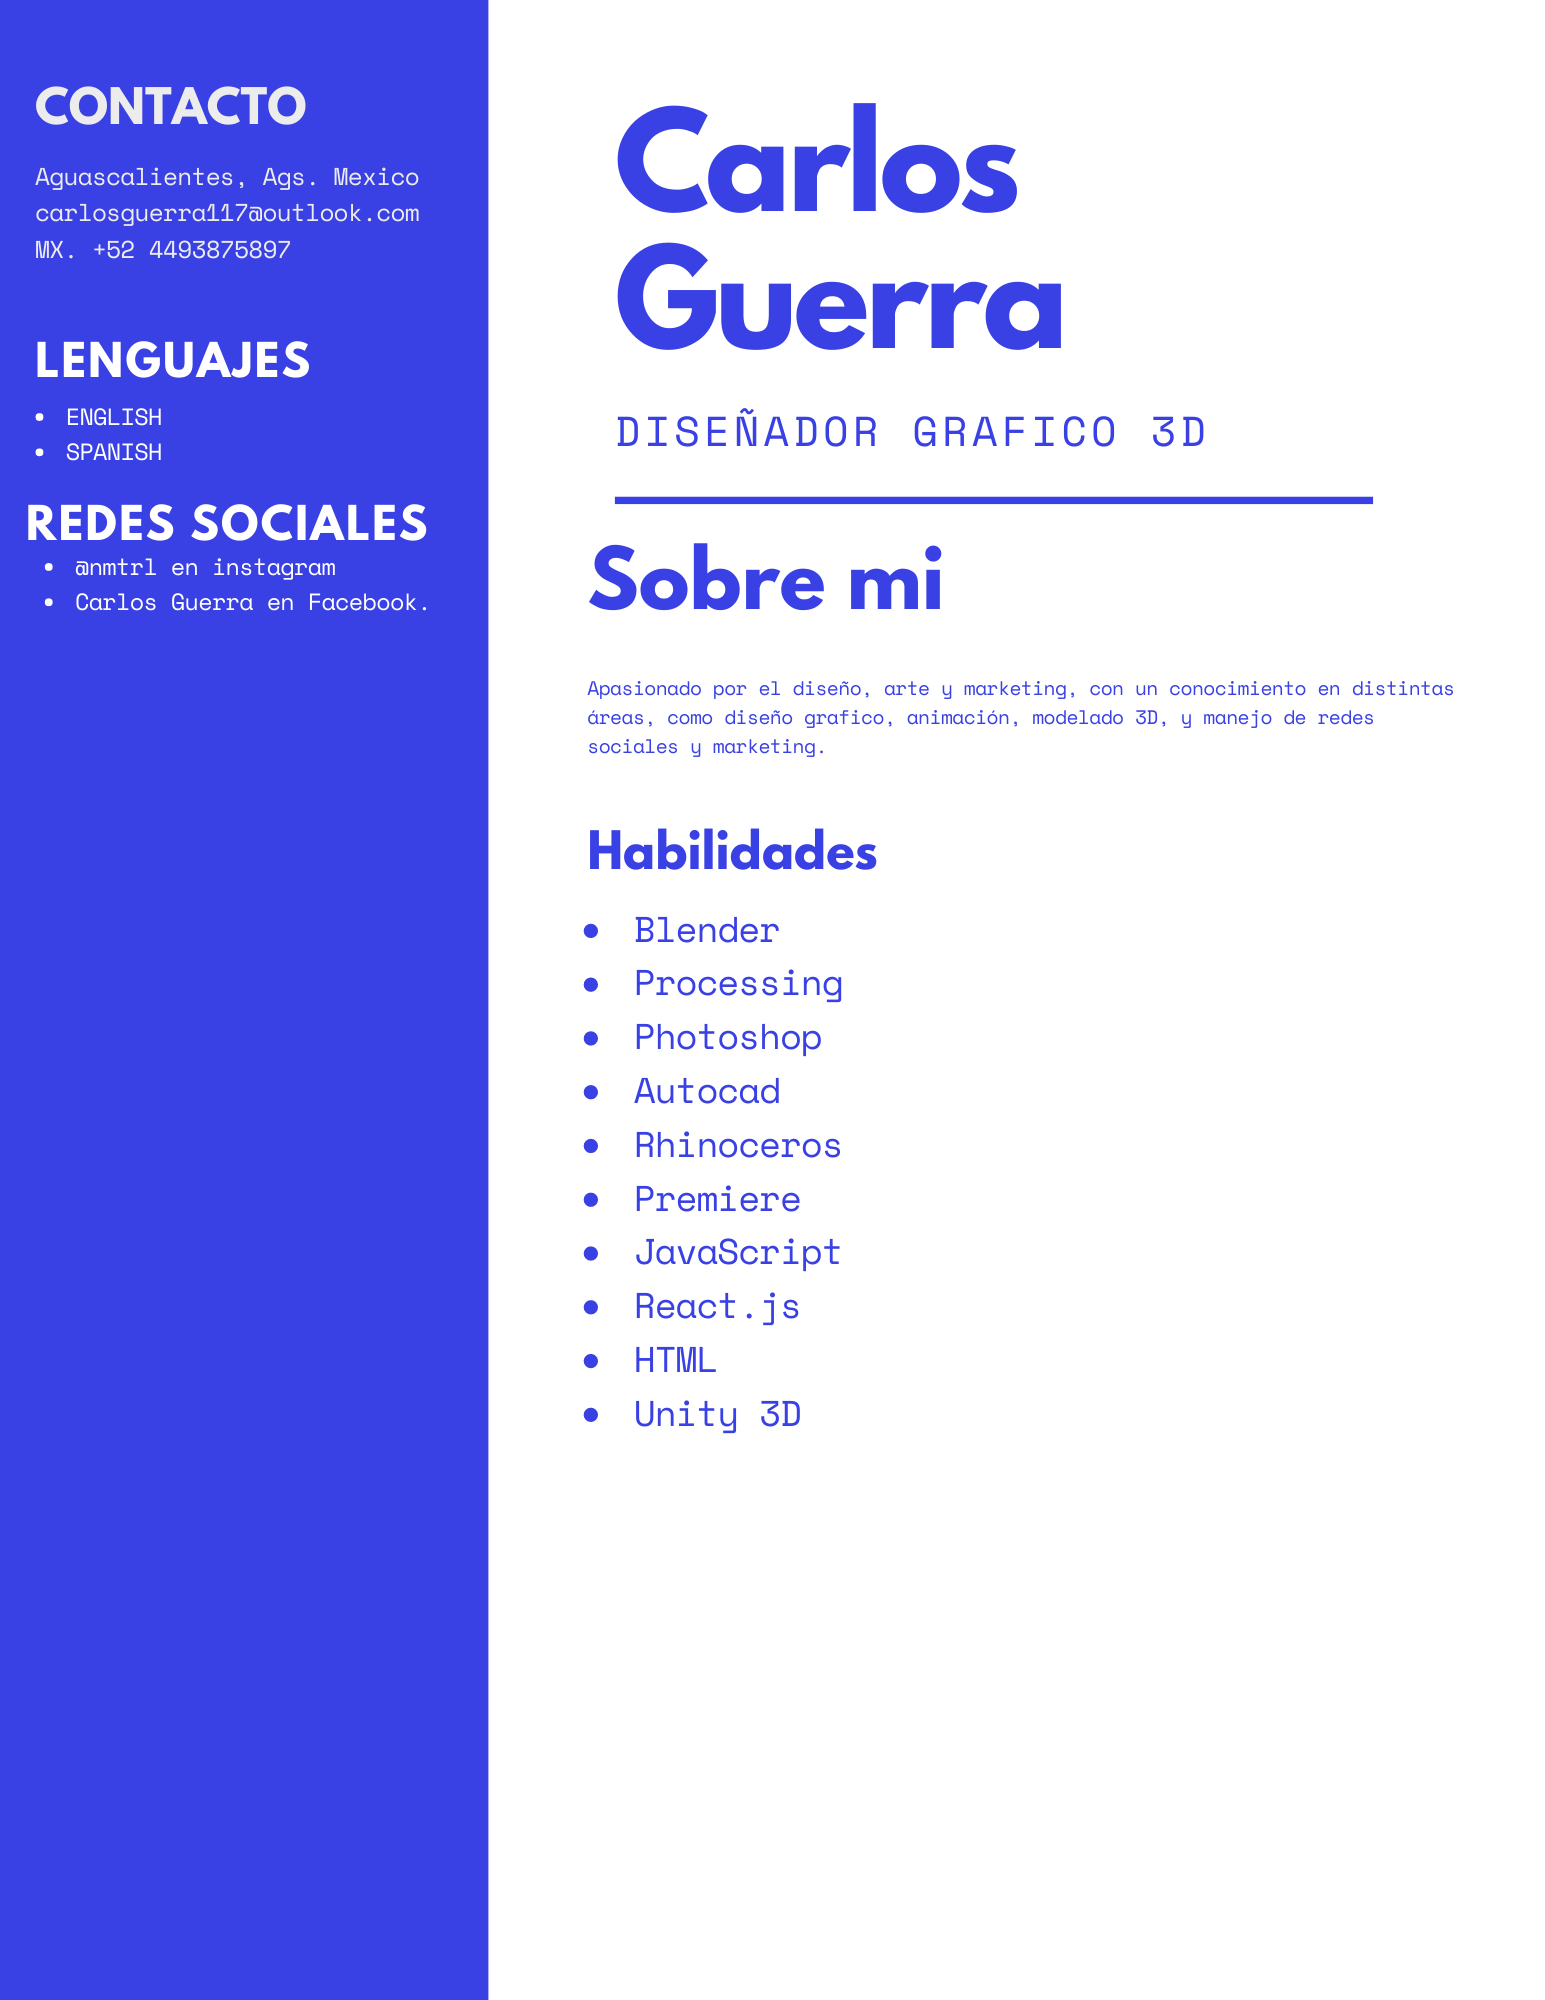 CONTACTO
Aguascalientes, Ags. Mexico
carlosguerra117@outlook.com
MX. +52 4493875897
LENGUAJES
• ENGLISH
• SPANISH
REDES SOCIALES
• @nmtrl en instagram
• Carlos Guerra en Facebook.
Carlos
Guerra
DISEÑADOR GRAFICO 3D
Sobre mi
Apasionado por el diseño, arte y marketing, con un conocimiento en distintas
áreas, como diseño grafico, animación, modelado 3D, y manejo de redes
sociales y marketing.
Habilidades
• Blender
• Processing
• Photoshop
• Autocad
• Rhinoceros
• Premiere
• JavaScript
• React.js
• HTML
• Unity 3D